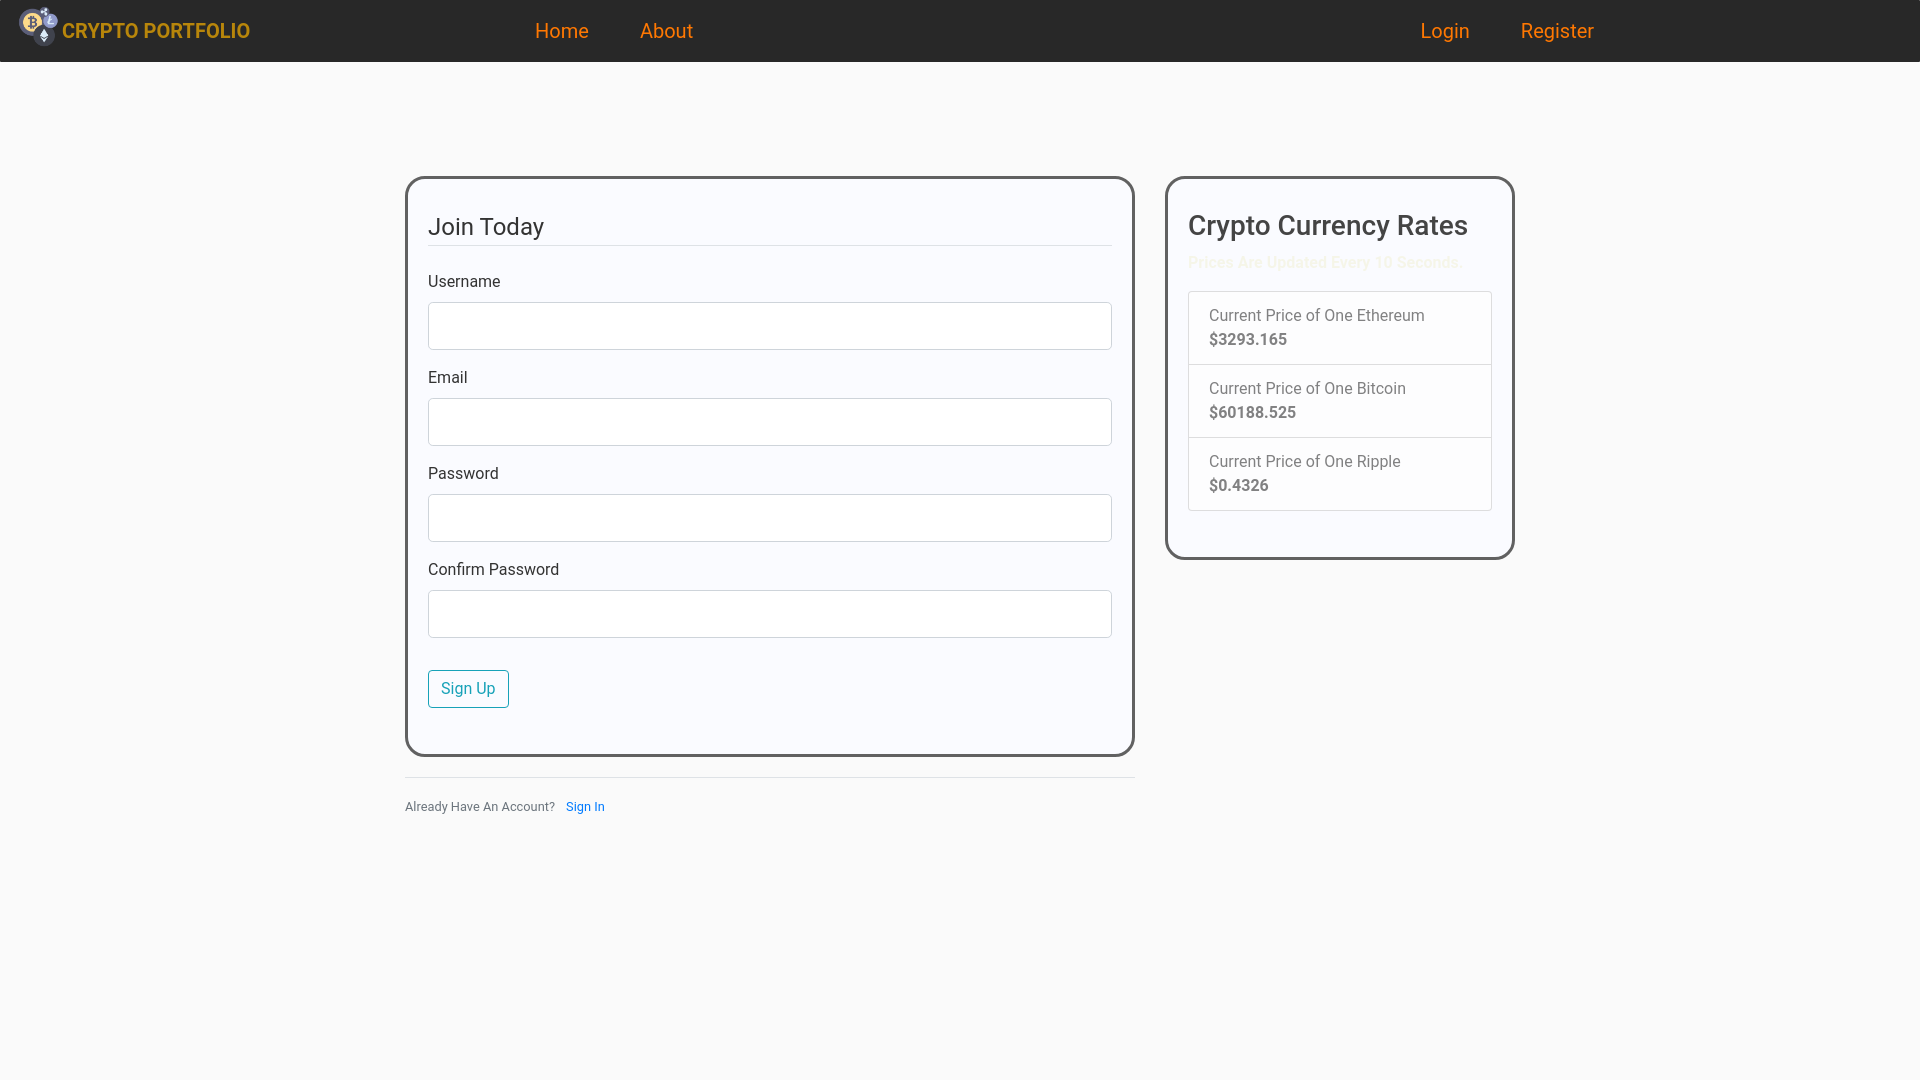 CRYPTO PORTFOLIO
Home
About
Login
Register
Join Today
Username
Email
Password
Confirm Password
Sign Up
Already Have An Account? Sign In
Crypto Currency Rates
Prices Are Updated Every 10 Seconds.
Current Price of One Ethereum
$3293.165
Current Price of One Bitcoin
$60188.525
Current Price of One Ripple
$0.4326